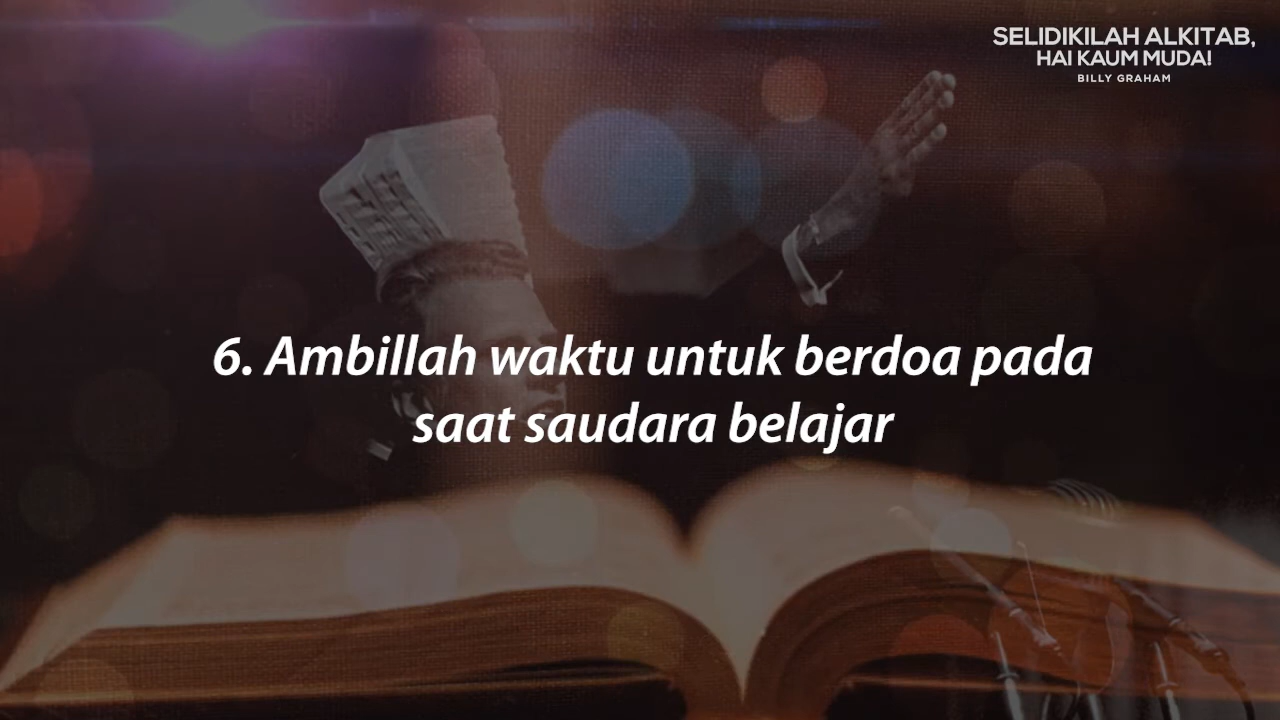 SELIDIKILAH ALKITAB,
HAI KAUM MUDA!
BILLY GRAHAM
6. Ambillah waktu untuk berdoa pada
saat saudara belajar